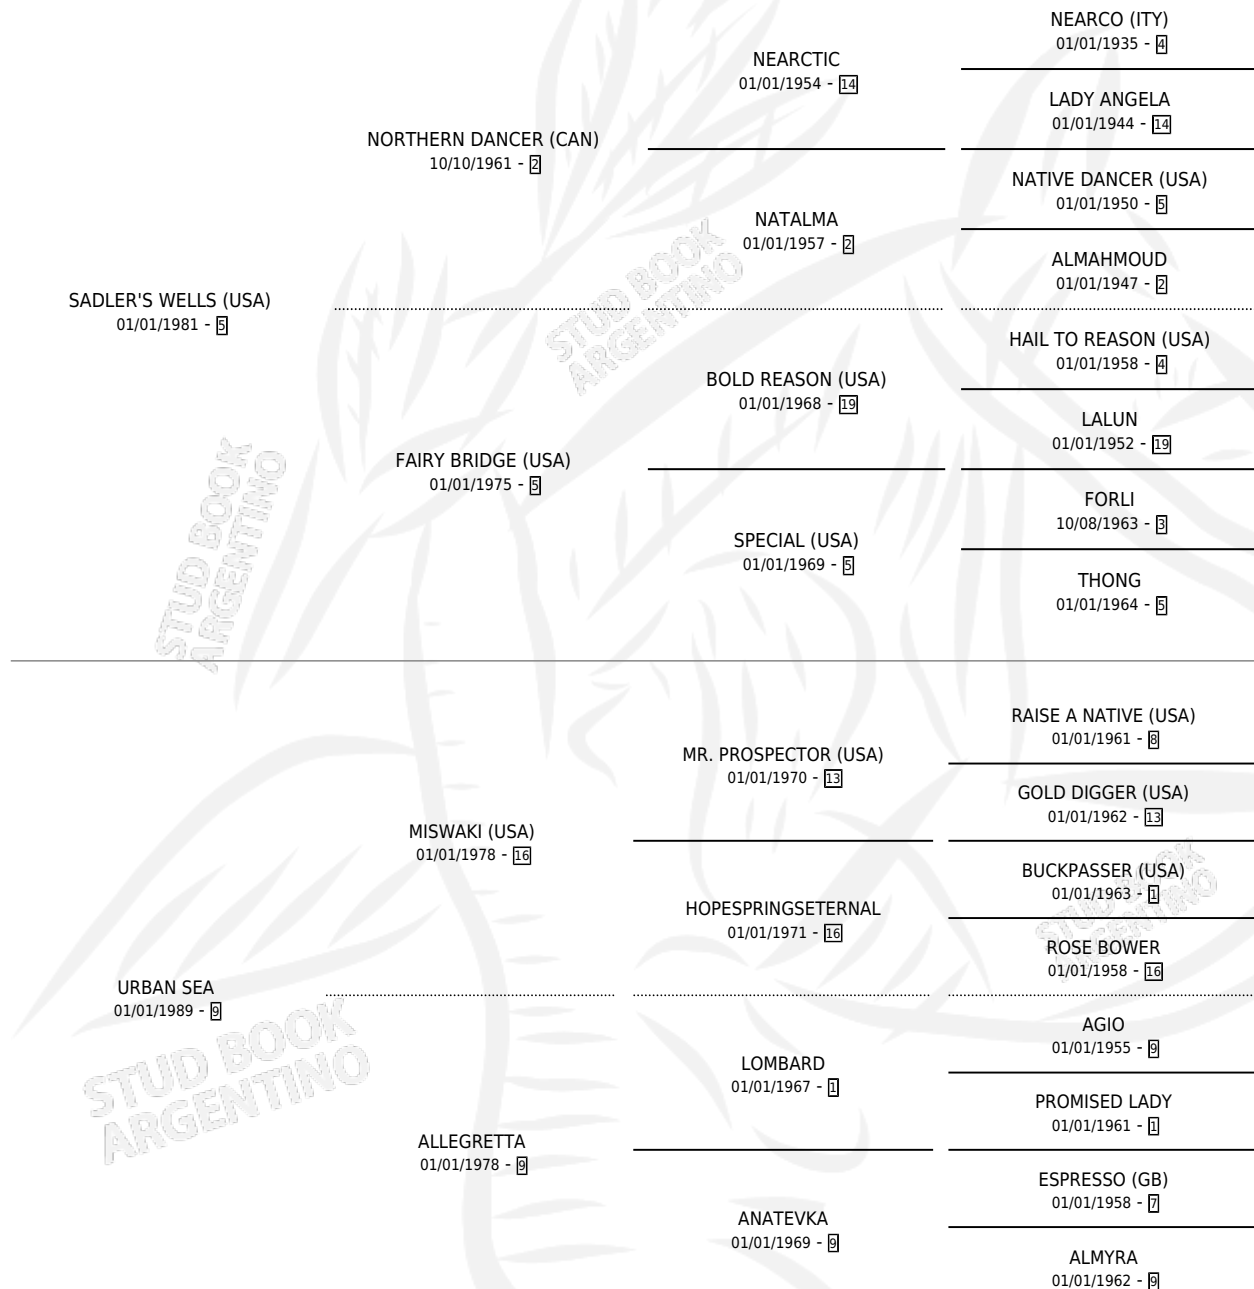 NEARCO (ITY)
01/01/1935 - 4
NEARCTIC
01/01/1954 - 14
LADY ANGELA
01/01/1944 - 14
NORTHERN DANCER (CAN)
10/10/1961 - 2
NATIVE DANCER (USA)
01/01/1950 - 5
NATALMA
01/01/1957 - 2
ALMAHMOUD
01/01/1947 - 2
SADLER'S WELLS (USA)
01/01/1981 - 5
STUD BOOK
ARGENTINO
HAIL TO REASON (USA)
01/01/1958 - 4
BOLD REASON (USA)
01/01/1968 - 19
LALUN
01/01/1952 - 19
FAIRY BRIDGE (USA)
01/01/1975 - 5
FORLI
10/08/1963 - 3
SPECIAL (USA)
01/01/1969 - 5
THONG
01/01/1964 - 5
STUD BOOK
ARGENTINO
RAISE A NATIVE (USA)
01/01/1961 - 8
MR. PROSPECTOR (USA)
01/01/1970 - 13
GOLD DIGGER (USA)
01/01/1962 - 13
MISWAKI (USA)
01/01/1978 - 16
BUCKPASSER (USA)
01/01/1963 - 1
HOPESPRINGSETERNAL
01/01/1971 - 16
STUD BOOK
ARGENTINO
ROSE BOWER
01/01/1958 - 16
URBAN SEA
01/01/1989 - 9
AGIO
01/01/1955 - 9
STUD BOOK
ARGENTINO
LOMBARD
01/01/1967 - 1
PROMISED LADY
01/01/1961 - 1
ALLEGRETTA
01/01/1978 - 9
ESPRESSO (GB)
01/01/1958 - 7
ANATEVKA
01/01/1969 - 9
ALMYRA
01/01/1962 - 9